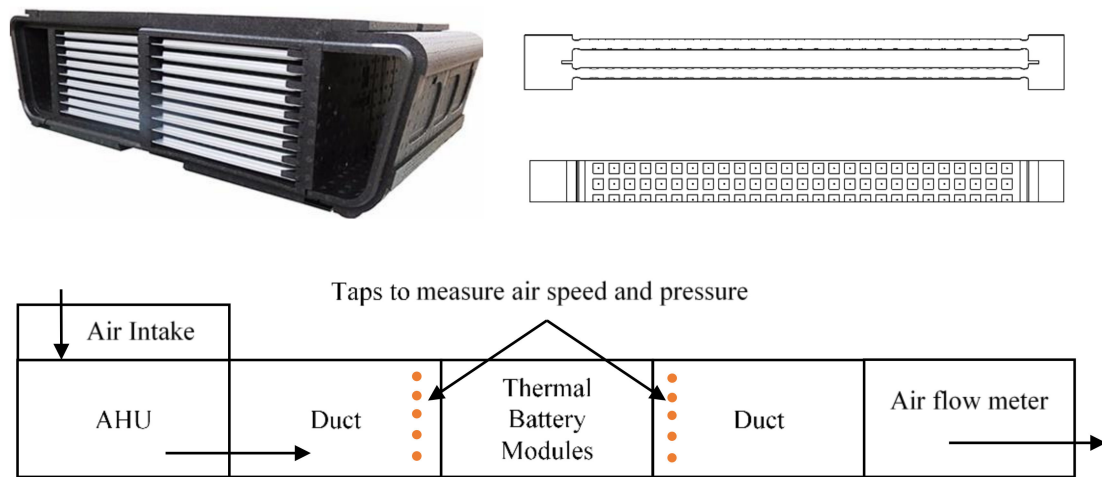 Taps to measure air speed and pressure
Air Intake
AHU
Duct
Thermal
Battery
Modules
Duct
Air flow meter